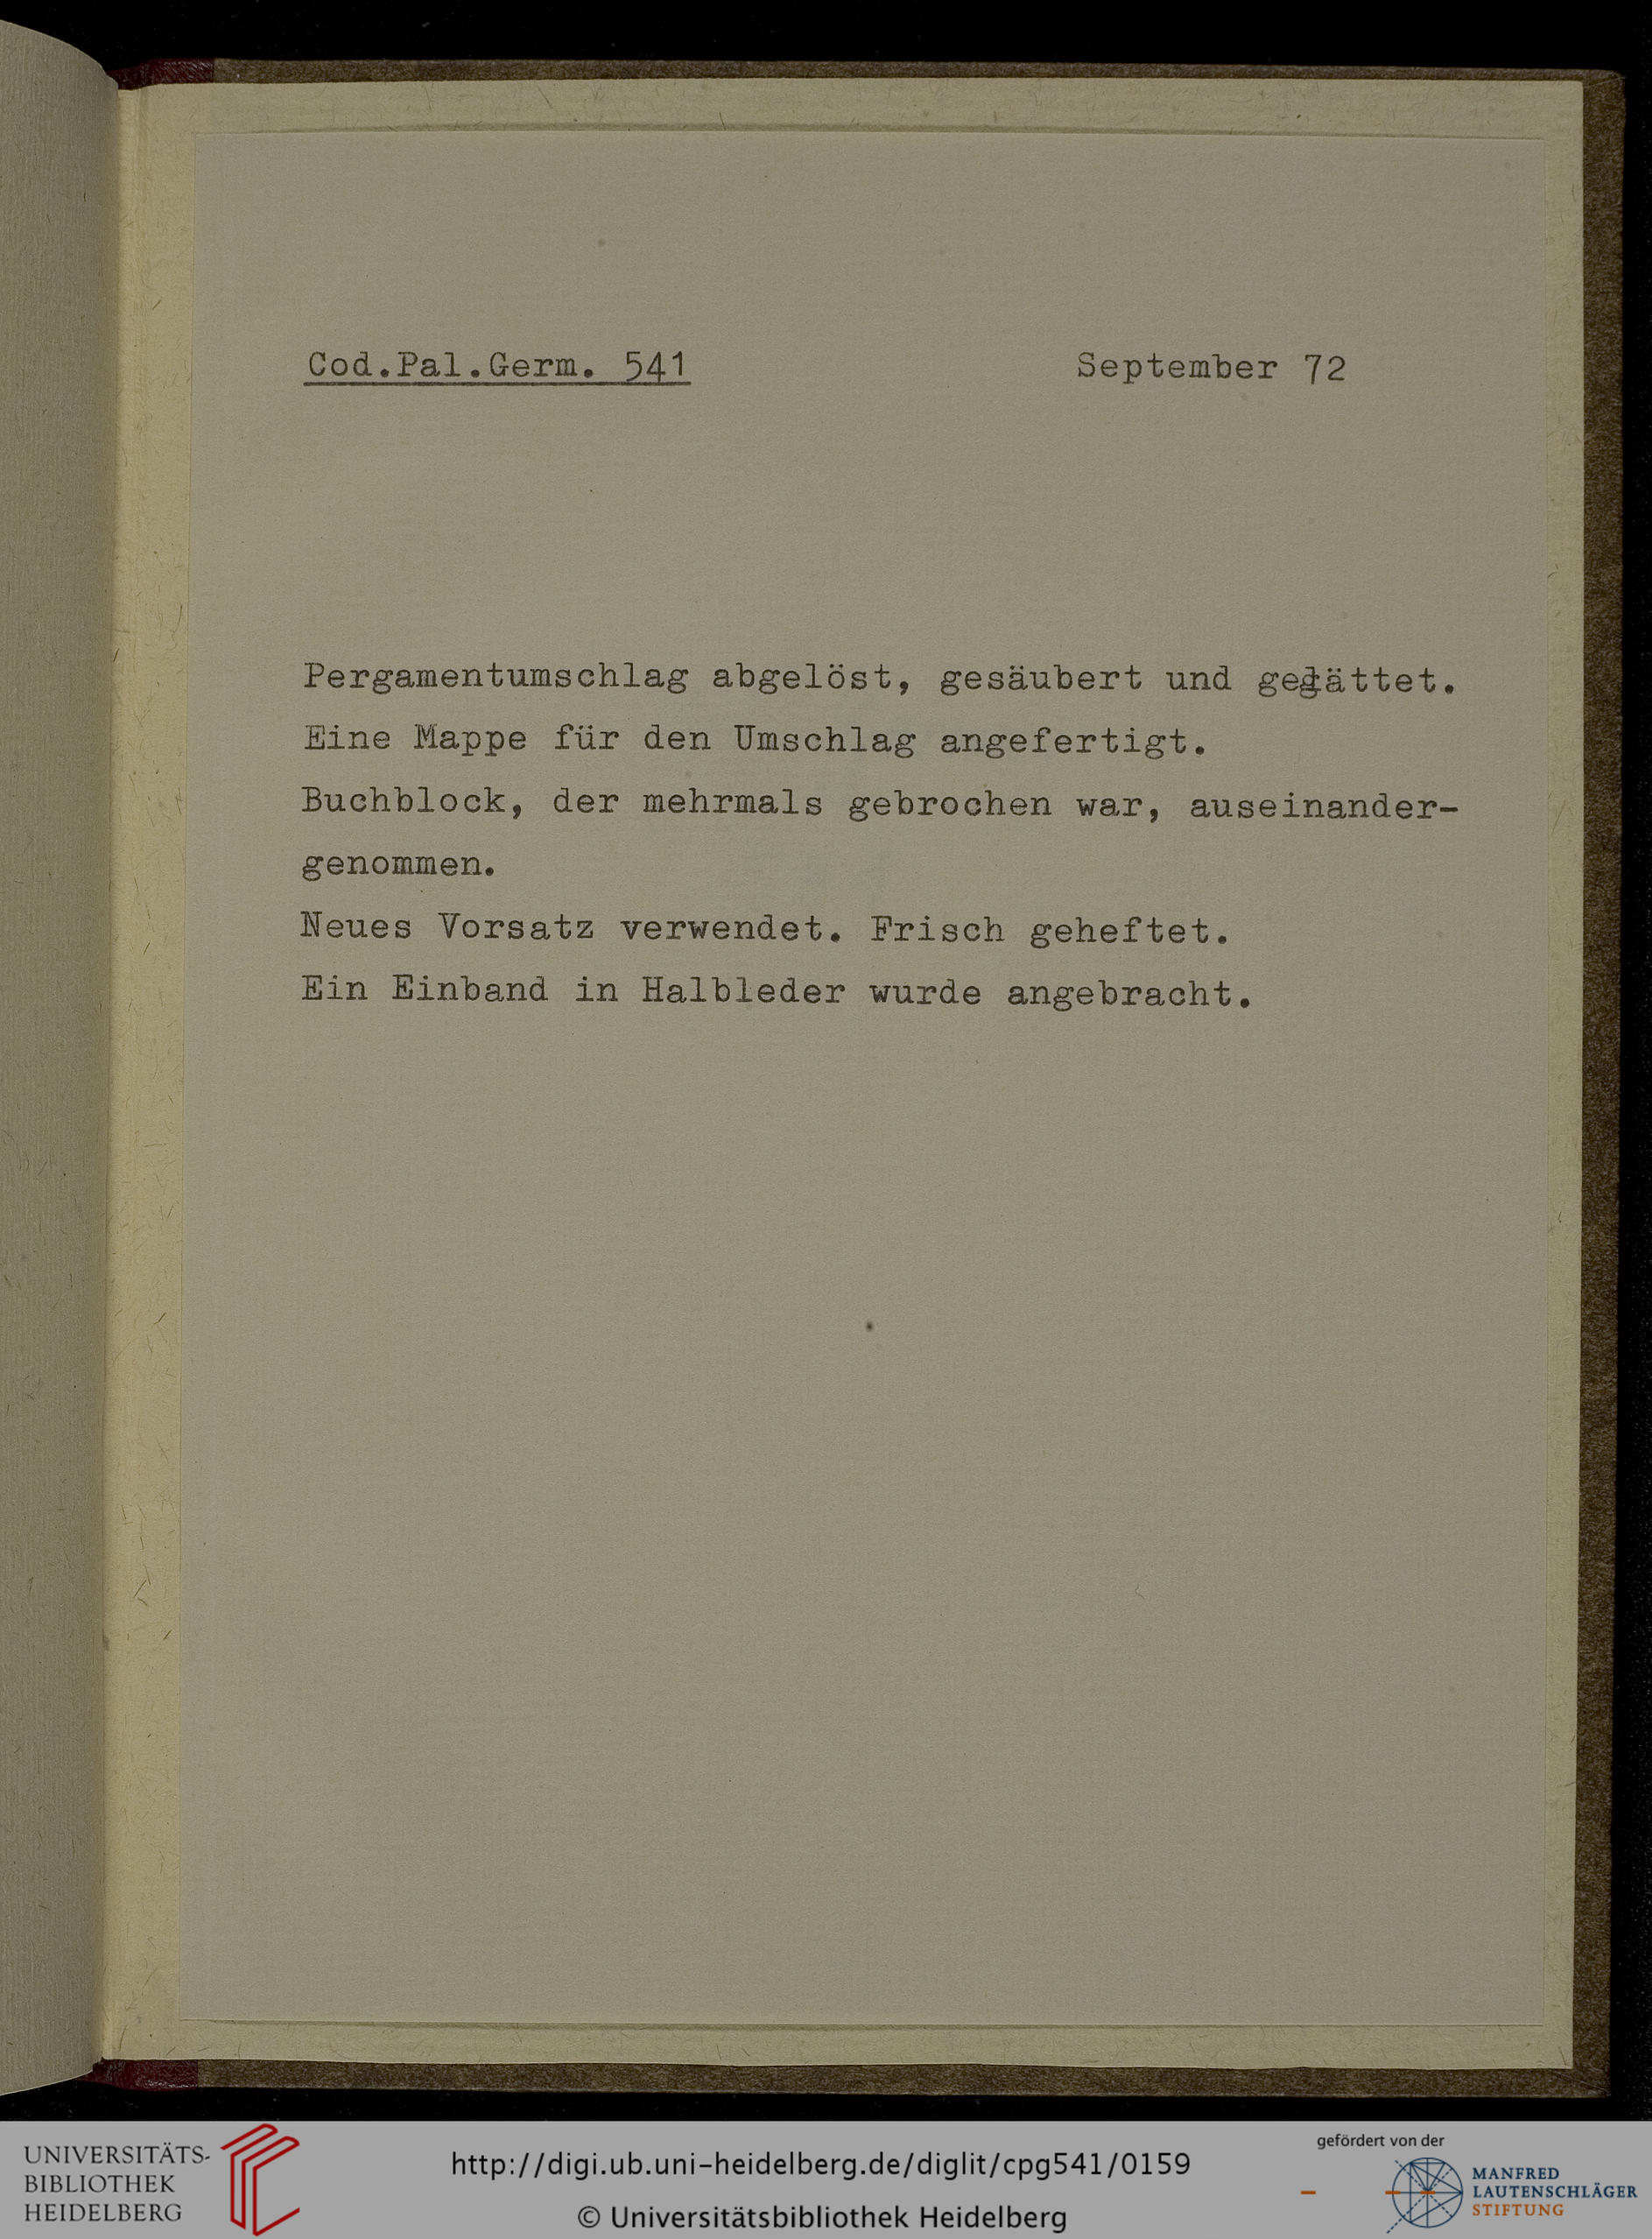 Cod.Pal.Germ. 541 September 72
Pergamentumschlag abgelöst, gesäubert und
Eine Mappe für den Umschlag angefertigt.
Buchblock, der mehrmals gebrochen war, auseinander-
genommen.
Neues Vorsatz verwendet. Frisch geheftet.
Ein Einband in Halbleder wurde angebracht.
UNIVERSITÄTS-
BIBLIOTHEK
HEIDELBERG
http://digi.ub.uni-heidelberg.de/diglit/cpg541/0159
© Universitätsbibliothek Heidelberg
gefördert von der
MANFRED
LAUTENSCHLÄGER
STIFTUNG